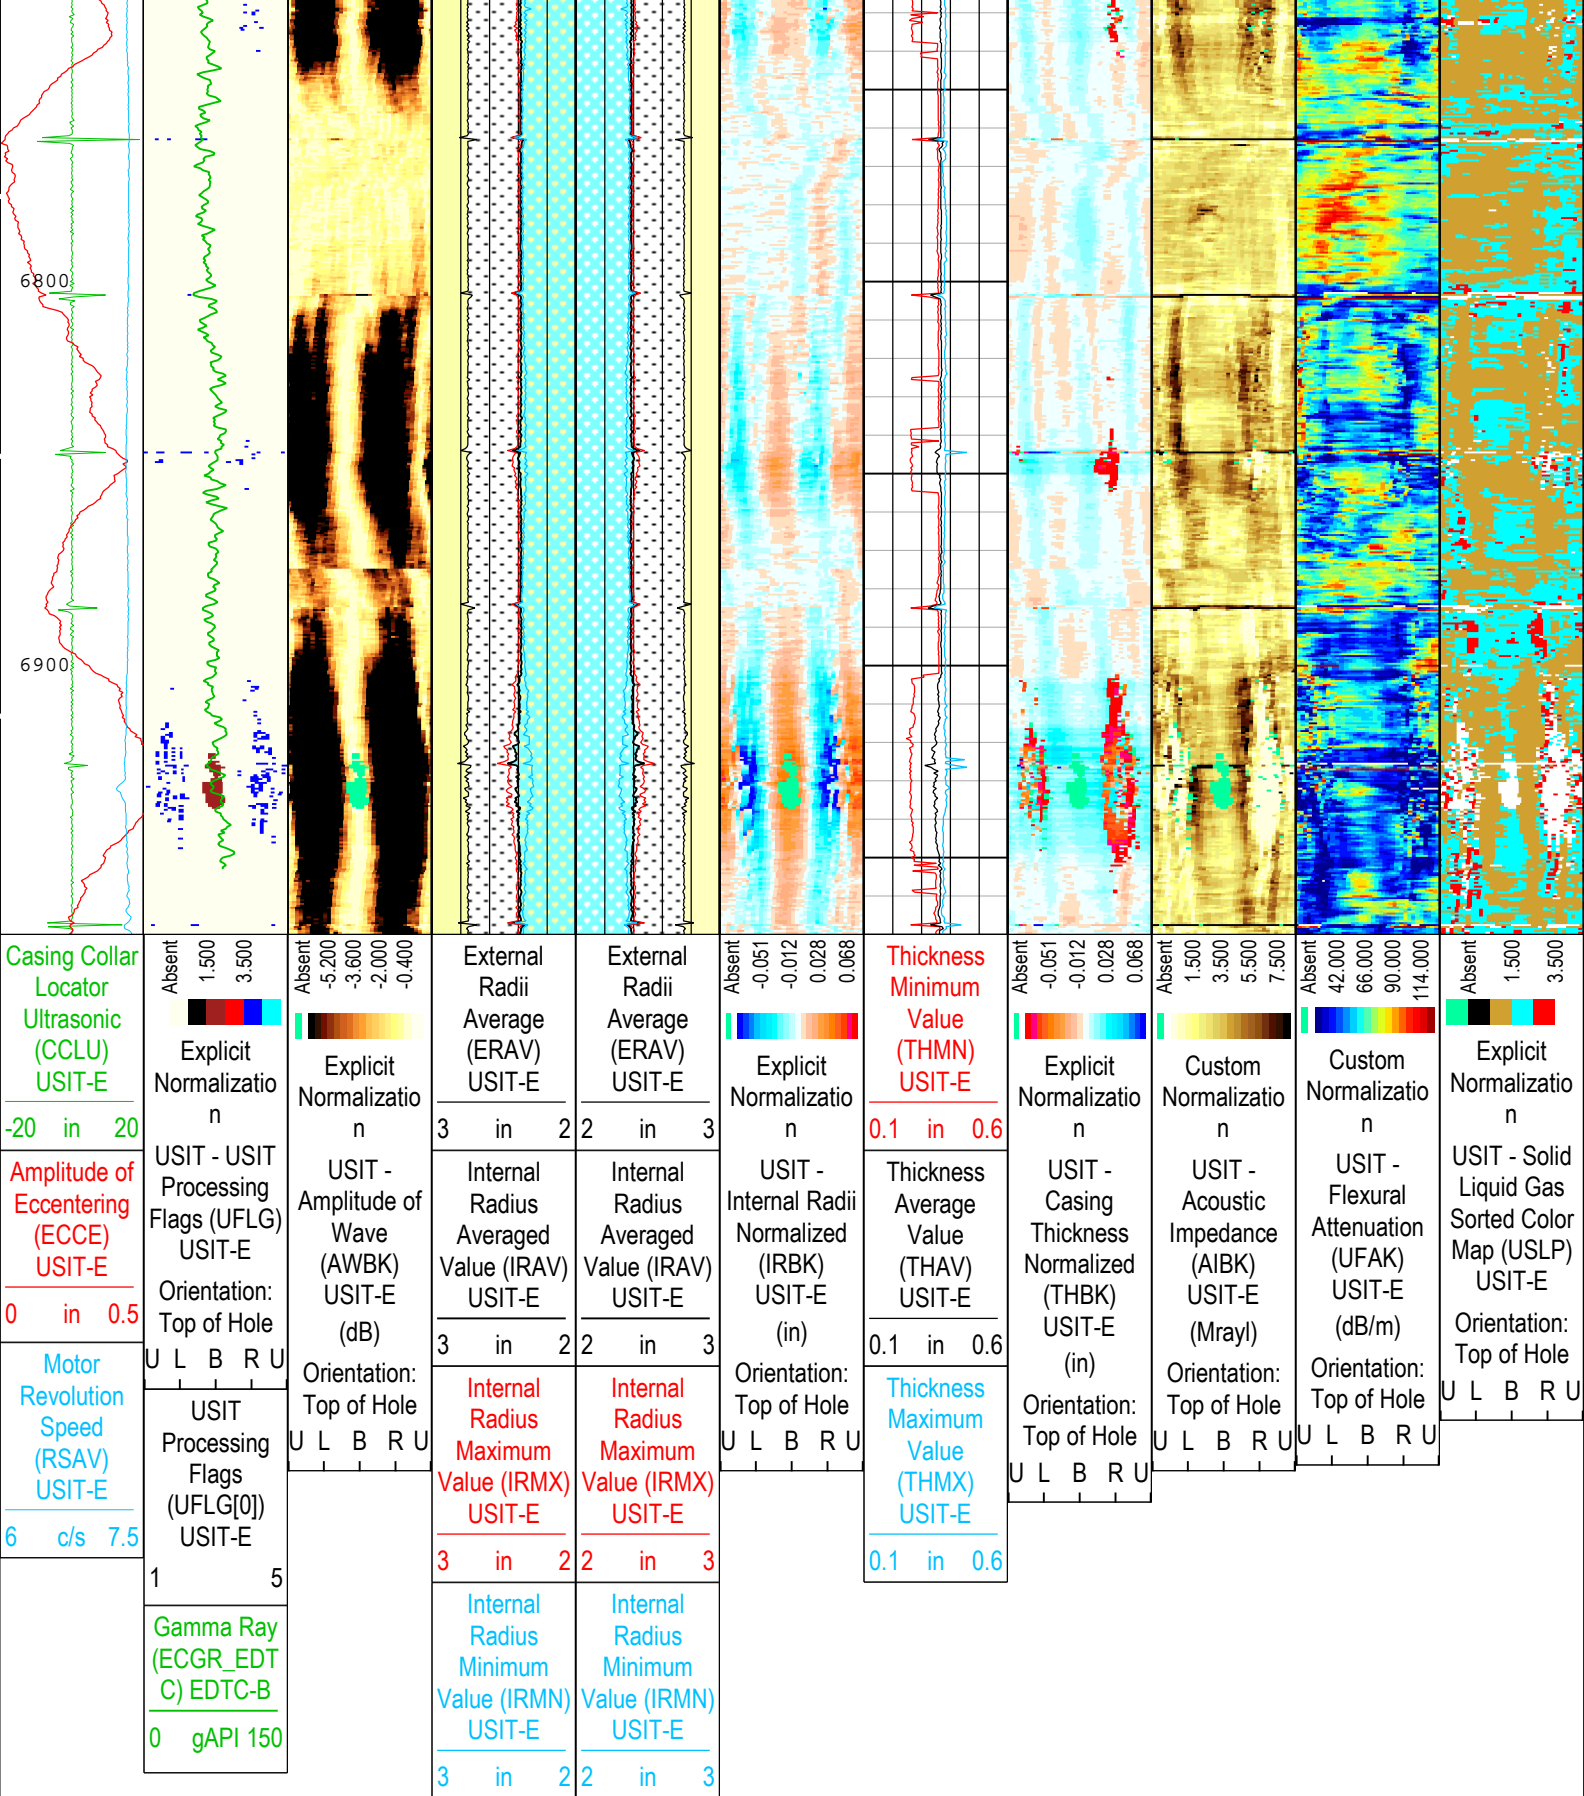 6800
6900
Casing Collar
Locator
Ultrasonic
(CCLU)
USIT-E
-20 in 20
Amplitude of
Eccentering
(ECCE)
USIT-E
0 in 0.5
Motor
Revolution
Speed
(RSAV)
USIT-E
6 c/s 7.5
Absent
1.500
3.500
Explicit
Normalizatio
n
USIT - USIT
Processing
Flags (UFLG)
USIT-E
Orientation:
Top of Hole
U L B R U
USIT
Processing
Flags
(UFLG[0])
USIT-E
1 5
Gamma Ray
(ECGR_EDT
C) EDTC-B
0 gAPI 150
Absent
-5.200
-3.600
-2.000
-0.400
Explicit
Normalizatio
n
USIT -
Amplitude of
Wave
(AWBK)
USIT-E
(dB)
Orientation:
Top of Hole
U L B R U
External
Radii
Average
(ERAV)
USIT-E
3 in 2
Internal
Radius
Averaged
Value (IRAV)
USIT-E
3 in 2
Internal
Radius
Maximum
Value (IRMX)
USIT-E
3 in 2
Internal
Radius
Minimum
Value (IRMN)
USIT-E
3 in 2
External
Radii
Average
(ERAV)
USIT-E
2 in 3
Internal
Radius
Averaged
Value (IRAV)
USIT-E
2 in 3
Internal
Radius
Maximum
Value (IRMX)
USIT-E
2 in 3
Internal
Radius
Minimum
Value (IRMN)
USIT-E
2 in 3
Absent
-0.051
-0.012
0.028
0.068
Explicit
Normalizatio
n
USIT -
Internal Radii
Normalized
(IRBK)
USIT-E
(in)
Orientation:
Top of Hole
U L B R U
Thickness
Minimum
Value
(THMN)
USIT-E
0.1 in 0.6
Thickness
Average
Value
(THAV)
USIT-E
0.1 in 0.6
Thickness
Maximum
Value
(THMX)
USIT-E
0.1 in 0.6
Absent
-0.051
-0.012
0.028
0.068
Explicit
Normalizatio
n
USIT -
Casing
Thickness
Normalized
(THBK)
USIT-E
(in)
Orientation:
Top of Hole
U L B R U
Absent
1.500
3.500
5.500
7.500
Custom
Normalizatio
n
USIT -
Acoustic
Impedance
(AIBK)
USIT-E
(Mrayl)
Orientation:
Top of Hole
U L B R U
Absent
42.000
66.000
90.000
114.000
Custom
Normalizatio
n
USIT -
Flexural
Attenuation
(UFAK)
USIT-E
(dB/m)
Orientation:
Top of Hole
U L B R U
Absent
1.500
3.500
Explicit
Normalizatio
n
USIT - Solid
Liquid Gas
Sorted Color
Map (USLP)
USIT-E
Orientation:
Top of Hole
U L B R U